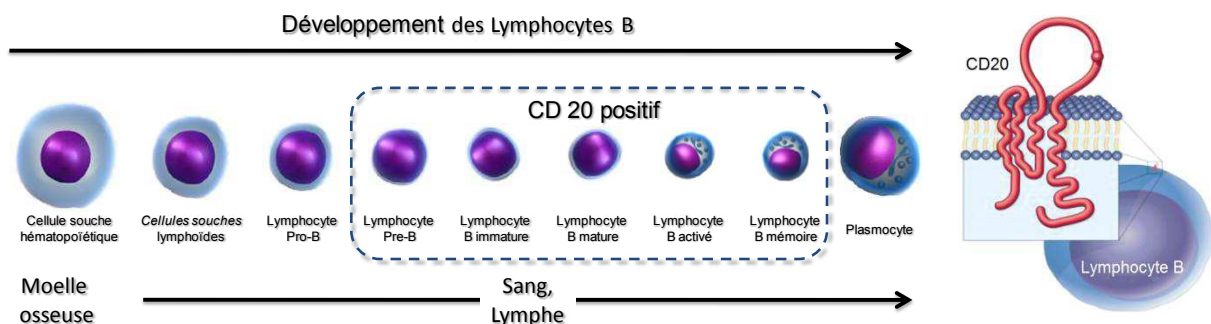 Développement des Lymphocytes B
CD 20 positif
Cellule souche
hématopoïétique
Cellules souches
lymphoïdes
Lymphocyte
Pro-B
Lymphocyte
Pre-B
Lymphocyte
B immature
Lymphocyte
B mature
Lymphocyte
B activé
Lymphocyte
B mémoire
Plasmocyte
Moelle
osseuse
Sang,
Lymphe
CD20
Lymphocyte B